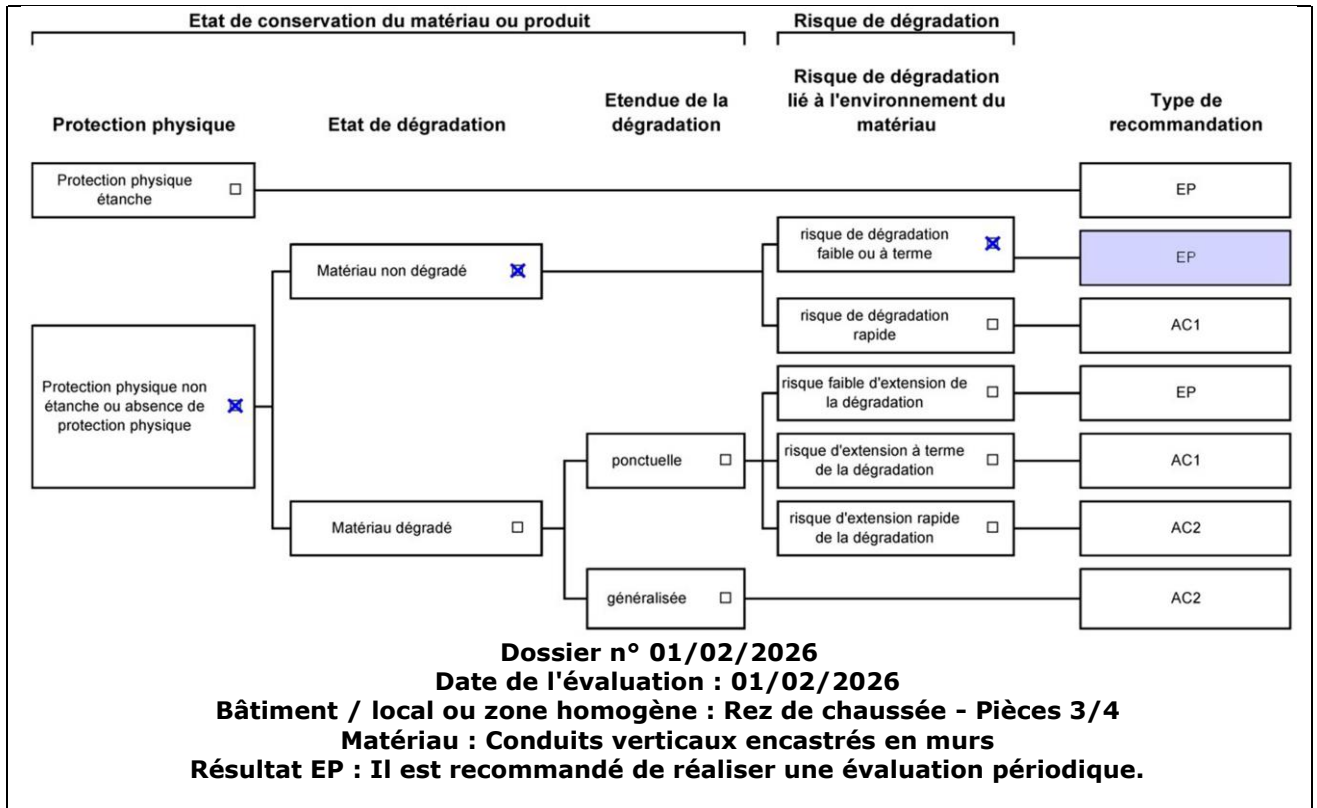 Etat de conservation du matériau ou produit
Risque de dégradation
Protection physique
Etat de dégradation
Etendue de la
dégradation
Risque de dégradation
lié à l'environnement du
matériau
Type de
recommandation
Protection physique
étanche
EP
risque de dégradation
faible ou à terme
EP
Matériau non dégradé
risque de dégradation
rapide
AC1
Protection physique non
étanche ou absence de
protection physique
risque faible d'extension de
la dégradation
EP
ponctuelle
risque d'extension à terme
de la dégradation
AC1
Matériau dégradé
risque d'extension rapide
de la dégradation
AC2
généralisée
AC2
Dossier n° 01/02/2026
Date de l'évaluation : 01/02/2026
Bâtiment / local ou zone homogène : Rez de chaussée - Pièces 3/4
Matériau : Conduits verticaux encastrés en murs
Résultat EP : Il est recommandé de réaliser une évaluation périodique.